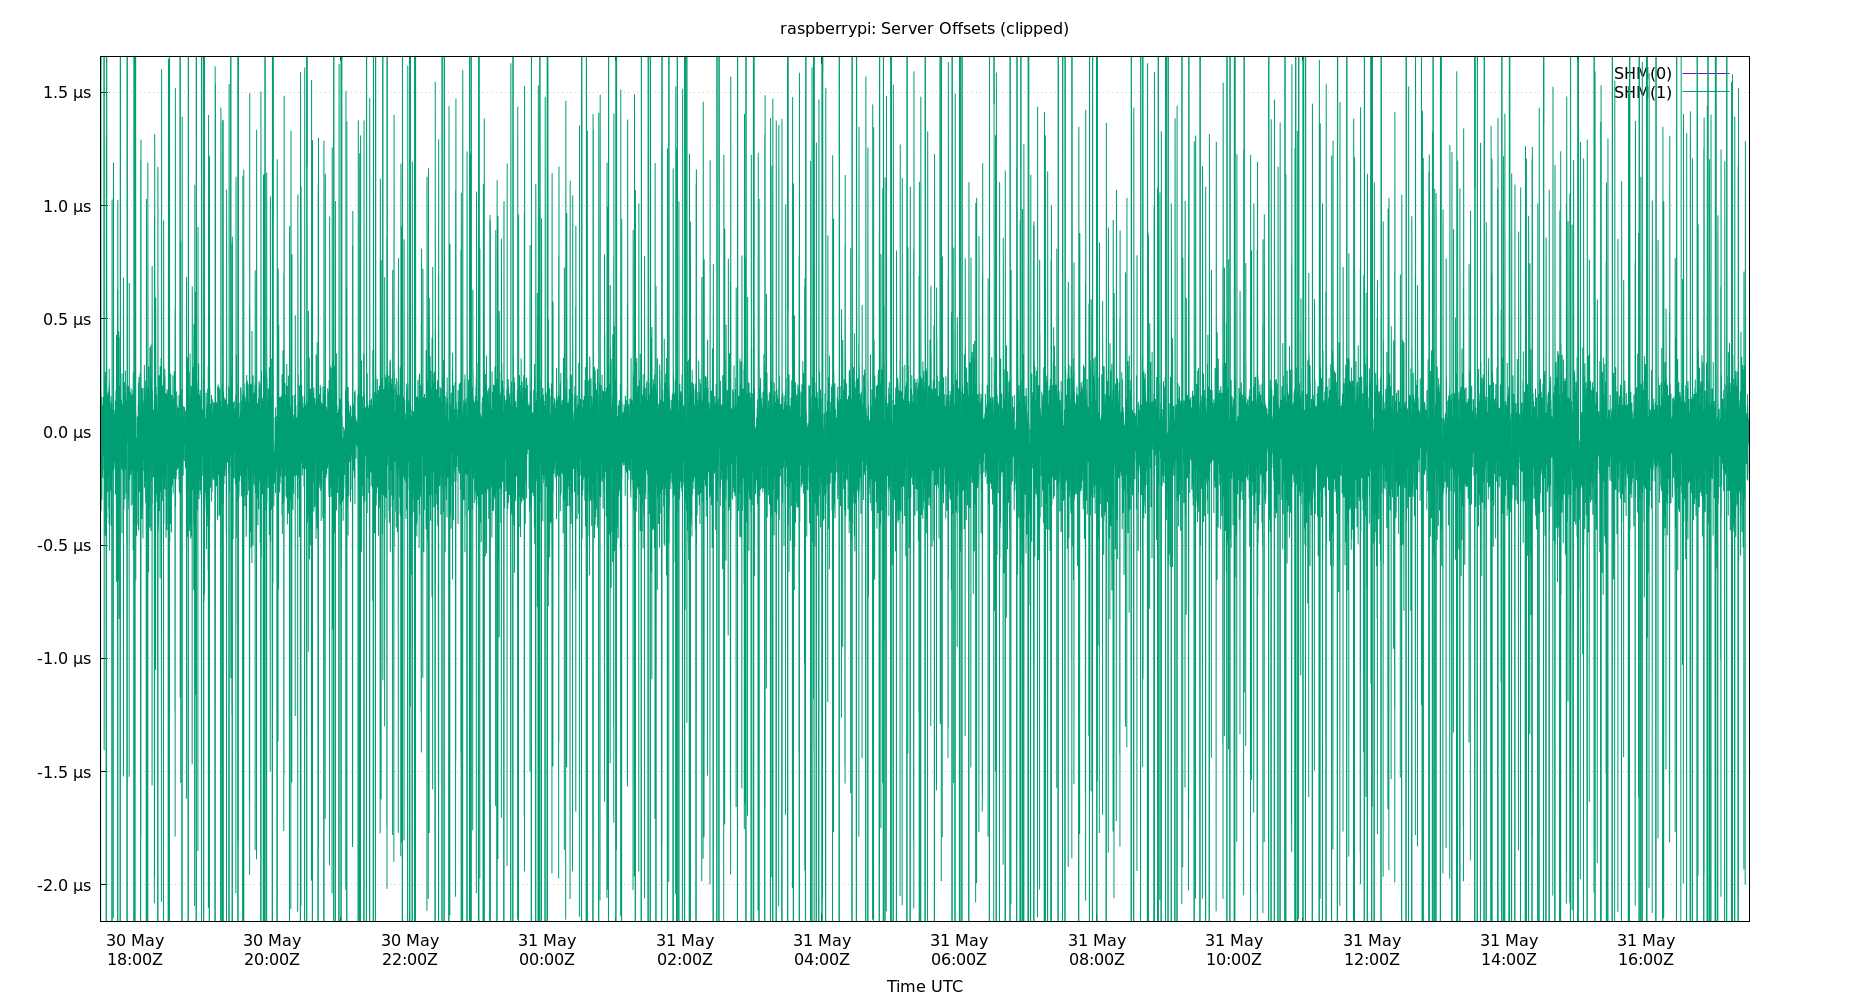 raspberrypi: Server Offsets (clipped)
SHM(0)
SHM(1)
1.5 µs
1.0 µs
0.5 µs
0.0 µs
-0.5 µs
-1.0 µs
-1.5 µs
-2.0 µs
30 May 30 May 30 May 31 May 31 May 31 May 31 May 31 May 31 May 31 May 31 May 31 May
18:00Z 20:00Z 22:00Z 00:00Z 02:00Z 04:00Z 06:00Z 08:00Z 10:00Z 12:00Z 14:00Z 16:00Z
Time UTC